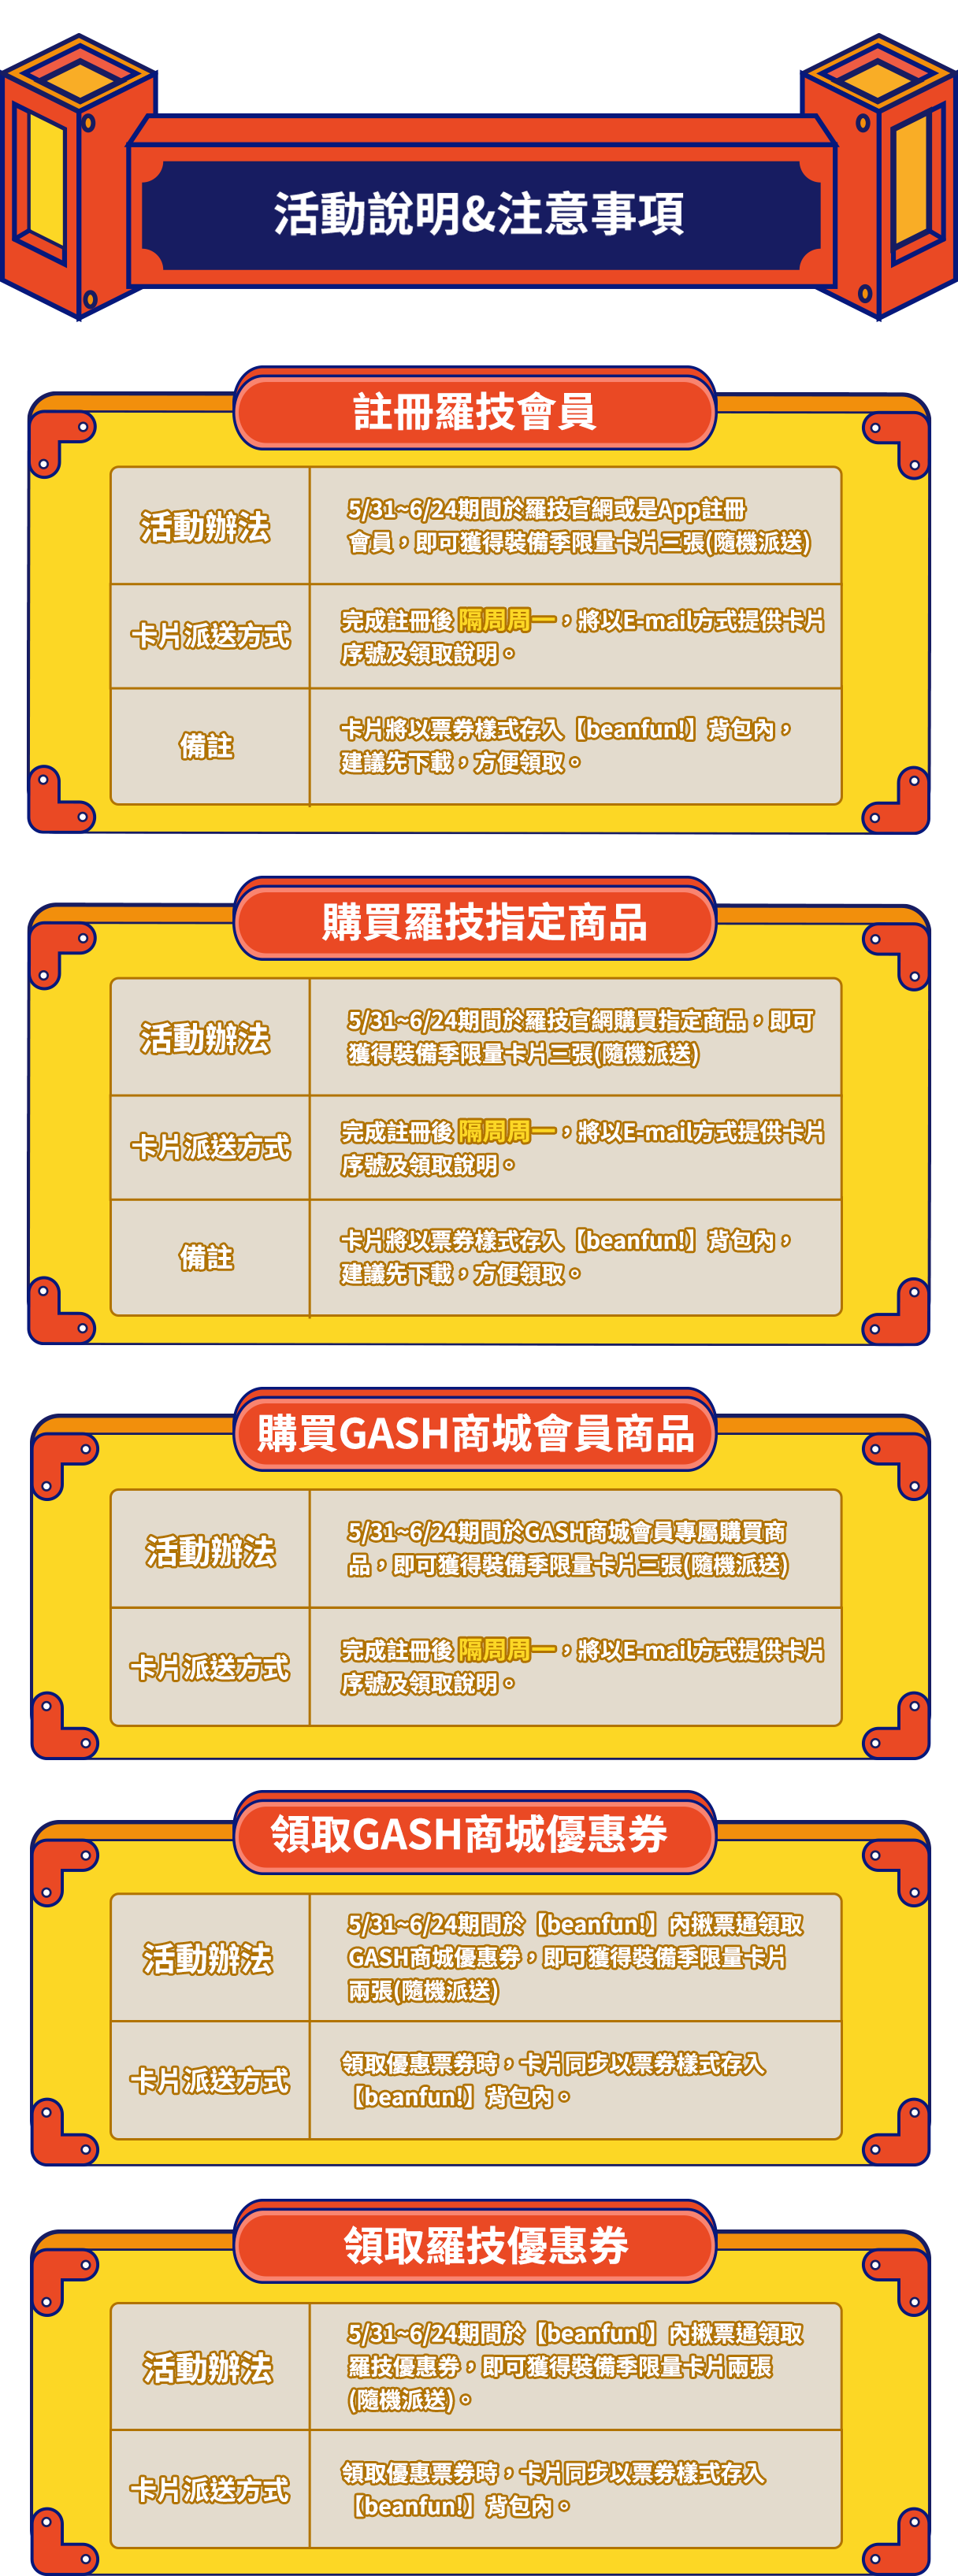 活動說明&注意事項
註冊羅技會員
活動辦法
5/31~6/24期間於羅技官網或是App註冊
會員，即可獲得裝備季限量卡片三張(隨機派送)
卡片派送方式
完成註冊後 隔周周一，將以E-mail方式提供卡片
序號及領取說明。
備註
卡片將以票券樣式存入【beanfun!】背包內，
建議先下載，方便領取。
購買羅技指定商品
活動辦法
5/31~6/24期間於羅技官網購買指定商品，即可
獲得裝備季限量卡片三張(隨機派送)
卡片派送方式
完成註冊後 隔周周一，將以E-mail方式提供卡片
序號及領取說明。
備註
卡片將以票券樣式存入【beanfun!】背包內，
建議先下載，方便領取。
購買GASH商城會員商品
活動辦法
5/31~6/24期間於GASH商城會員專屬購買商
品，即可獲得裝備季限量卡片三張(隨機派送)
卡片派送方式
完成註冊後 隔周周一，將以E-mail方式提供卡片
序號及領取說明。
領取GASH商城優惠券
活動辦法
5/31~6/24期間於【beanfun!】內揪票通領取
GASH商城優惠券，即可獲得裝備季限量卡片
兩張(隨機派送)
卡片派送方式
領取優惠票券時，卡片同步以票券樣式存入
【beanfun!】背包內。
領取羅技優惠券
活動辦法
5/31~6/24期間於【beanfun!】內揪票通領取
羅技優惠券，即可獲得裝備季限量卡片兩張
(隨機派送)。
卡片派送方式
領取優惠票券時，卡片同步以票券樣式存入
【beanfun!】背包內。